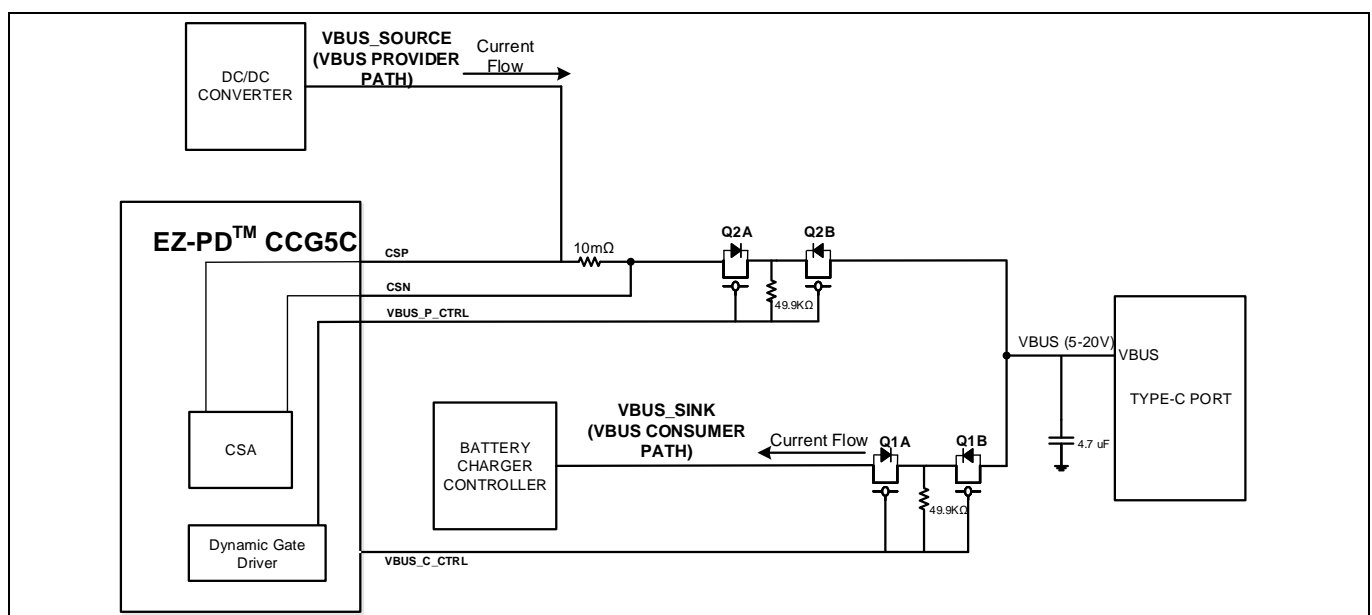 VBUS_SOURCE
(VBUS PROVIDER
PATH)
Current
Flow
DC/DC
CONVERTER
EZ-PD™ CCG5C
CSP
10mΩ
Q2A
Q2B
CSN
49.9KΩ
VBUS_P_CTRL
VBUS (5-20V)
VBUS
TYPE-C PORT
4.7 uF
VBUS_SINK
(VBUS CONSUMER
PATH)
Current Flow
Q1A
Q1B
BATTERY
CHARGER
CONTROLLER
49.9KΩ
CSA
Dynamic Gate
Driver
VBUS_C_CTRL